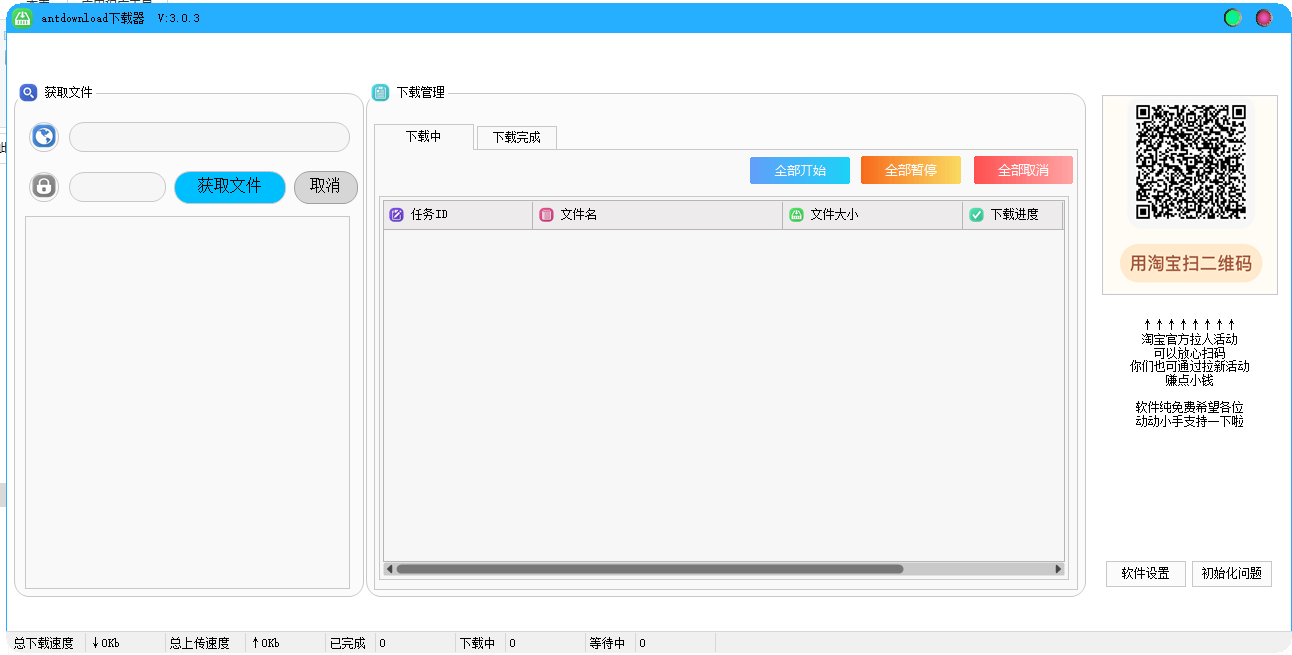 antdownload下载器 V:3.0.3
获取文件
获取文件
取消
下载管理
下载中
下载完成
全部开始
全部暂停
全部取消
任务ID
文件名
文件大小
下载进度
用淘宝扫二维码
↑↑↑↑↑↑↑↑
淘宝官方拉人活动
可以放心扫码
你们也可通过拉新活动
赚点小钱
软件纯免费希望各位
动动小手支持一下啦
软件设置
初始化问题
总下载速度 ↓0Kb 总上传速度 ↑0Kb 已完成 0 下载中 0 等待中 0